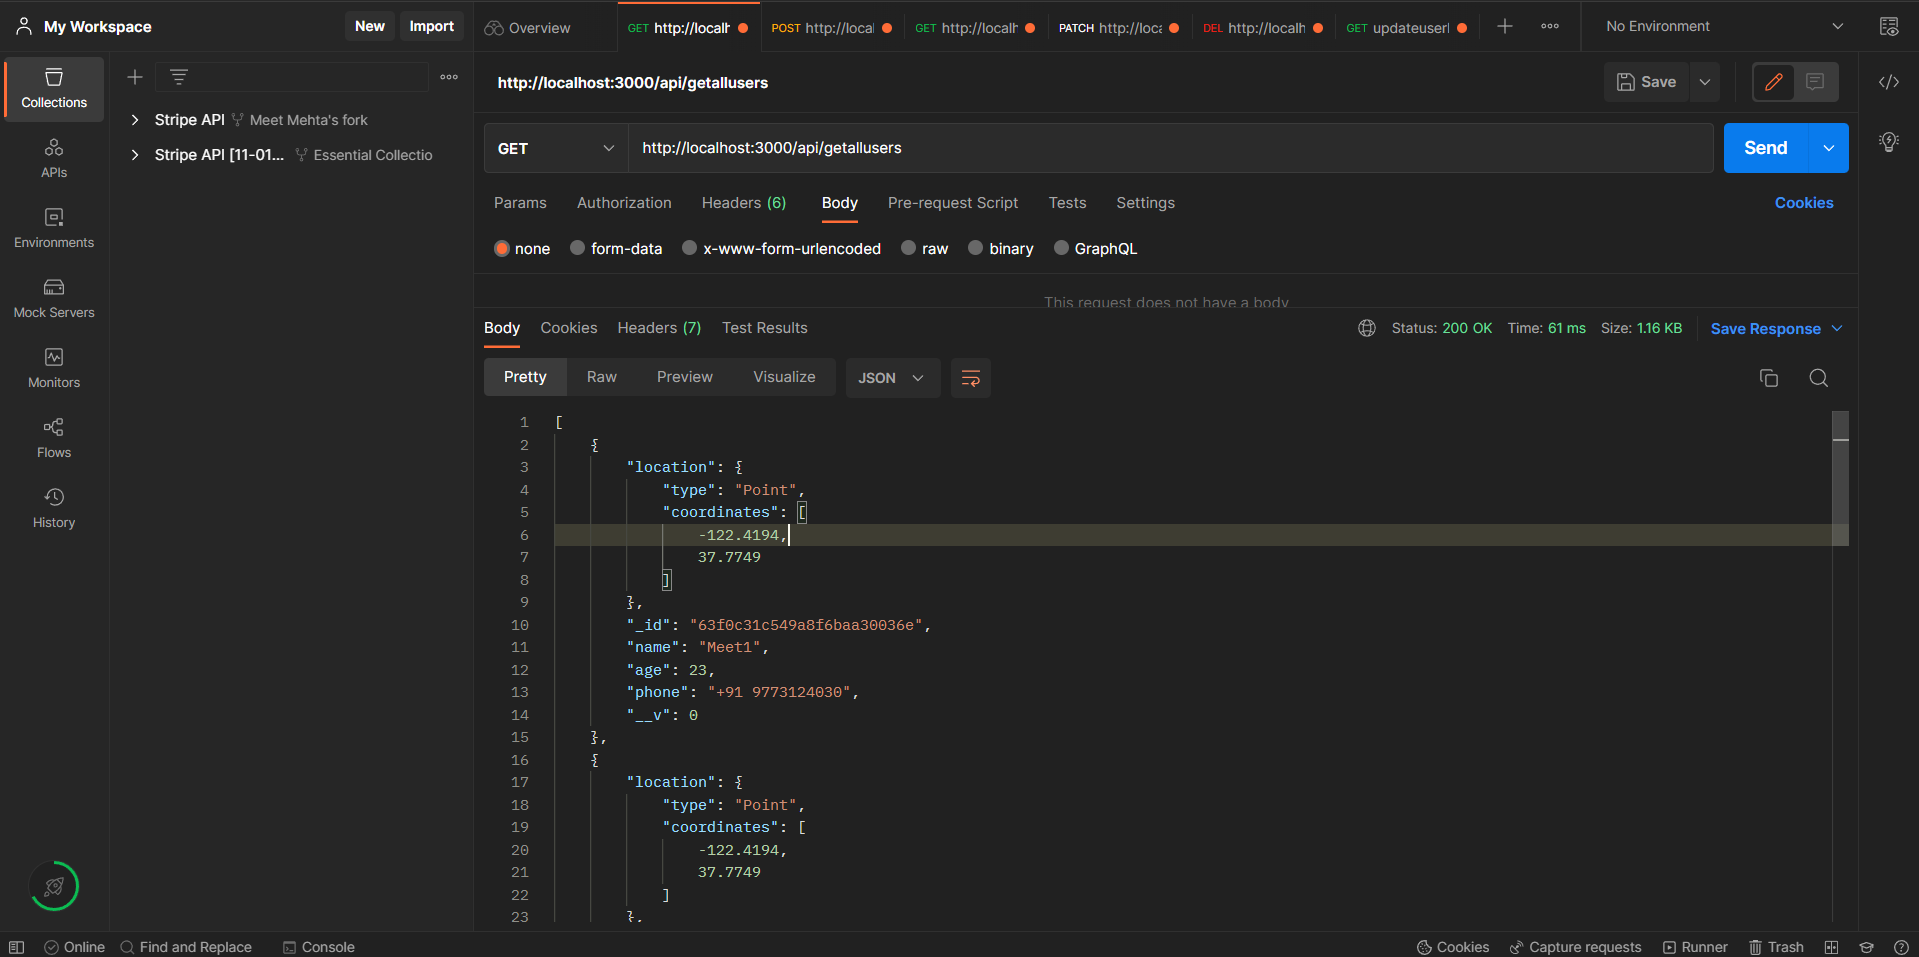 My Workspace New Import Overview GET http://localh POST http://local GET http://localh PATCH http://loca DEL http://localh GET updateuserl No Environment
Collections
APIs
Environments
Mock Servers
Monitors
Flows
History
Stripe API Meet Mehta's fork
Stripe API [11-01... Essential Collectio
http://localhost:3000/api/getallusers Save
GET http://localhost:3000/api/getallusers Send
Params Authorization Headers (6) Body Pre-request Script Tests Settings Cookies
none form-data x-www-form-urlencoded raw binary GraphQL
This request does not have a body
Body Cookies Headers (7) Test Results Status: 200 OK Time: 61 ms Size: 1.16 KB Save Response
Pretty Raw Preview Visualize JSON
1 [
2 {
3 "location": {
4 "type": "Point",
5 "coordinates": [
6 -122.4194,
7 37.7749
8 ]
9 },
10 "_id": "63f0c31c549a8f6baa30036e",
11 "name": "Meet1",
12 "age": 23,
13 "phone": "+91 9773124030",
14 "__v": 0
15 },
16 {
17 "location": {
18 "type": "Point",
19 "coordinates": [
20 -122.4194,
21 37.7749
22 ]
23 },
Online Find and Replace Console Cookies Capture requests Runner Trash